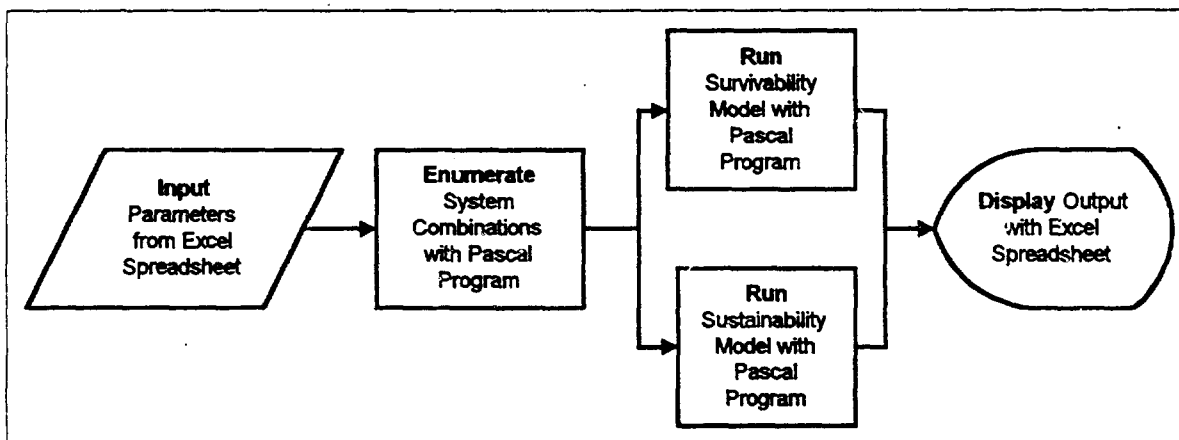 Input
Parameters
from Excel
Spreadsheet
Enumerate
System
Combinations
with Pascal
Program
Run
Survivability
Model with
Pascal
Program
Run
Sustainability
Model with
Pascal
Program
Display Output
with Excel
Spreadsheet